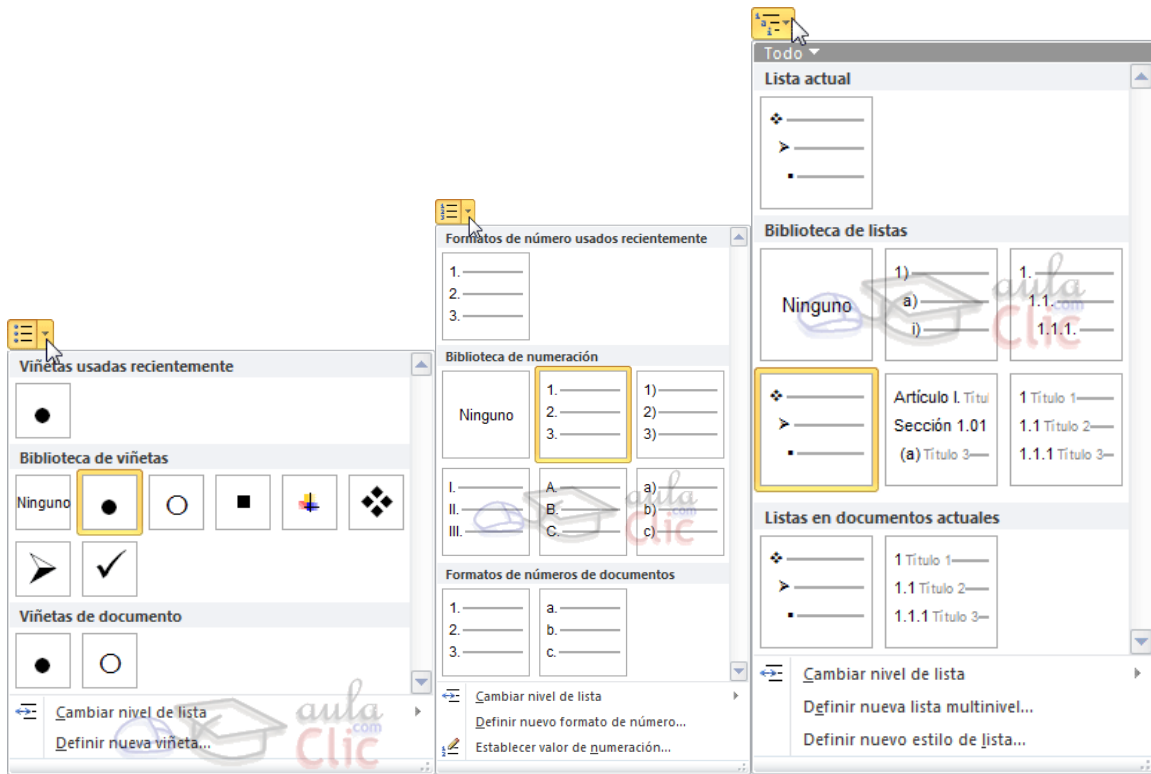 Viñetas usadas recientemente
Biblioteca de viñetas
Ninguno
Viñetas de documento
Cambiar nivel de lista
Definir nueva viñeta...
Formatos de número usados recientemente
1.
2.
3.
Biblioteca de numeración
Ninguno
1.
2.
3.
1)
2)
3)
I.
II.
III.
A.
B.
C.
a)
b)
c)
Formatos de números de documentos
1.
2.
3.
a.
b.
c.
Cambiar nivel de lista
Definir nuevo formato de número...
Establecer valor de numeración...
Todo
Lista actual
Biblioteca de listas
Ninguno
1)
a)
i)
1.
1.1.
1.1.1.
Artículo I. Títul
Sección 1.01
(a) Título 3
1 Título 1
1.1 Título 2
1.1.1 Título 3
Listas en documentos actuales
1 Título 1
1.1 Título 2
1.1.1 Título 3
Cambiar nivel de lista
Definir nueva lista multinivel...
Definir nuevo estilo de lista...
aula
.com
Clic
aula
.com
Clic
aula
.com
Clic